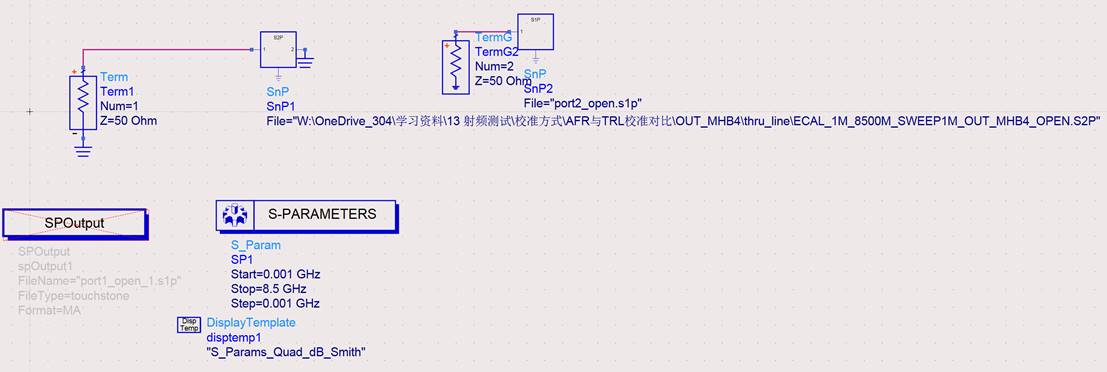 S2P
1
2
Term
Term1
Num=1
Z=50 Ohm
SnP
SnP1
File="W:\OneDrive_304\学习资料\13 射频测试\校准方式\AFR与TRL校准对比\OUT_MHB4\thru_line\ECAL_1M_8500M_SWEEP1M_OUT_MHB4_OPEN.S2P"
S1P
1
TermG
TermG2
Num=2
Z=50 Ohm
SnP
SnP2
File="port2_open.s1p"
SPOutput
SPOutput
spOutput1
FileName="port1_open_1.s1p"
FileType=touchstone
Format=MA
S-PARAMETERS
S_Param
SP1
Start=0.001 GHz
Stop=8.5 GHz
Step=0.001 GHz
Disp
Temp
DisplayTemplate
disptemp1
"S_Params_Quad_dB_Smith"